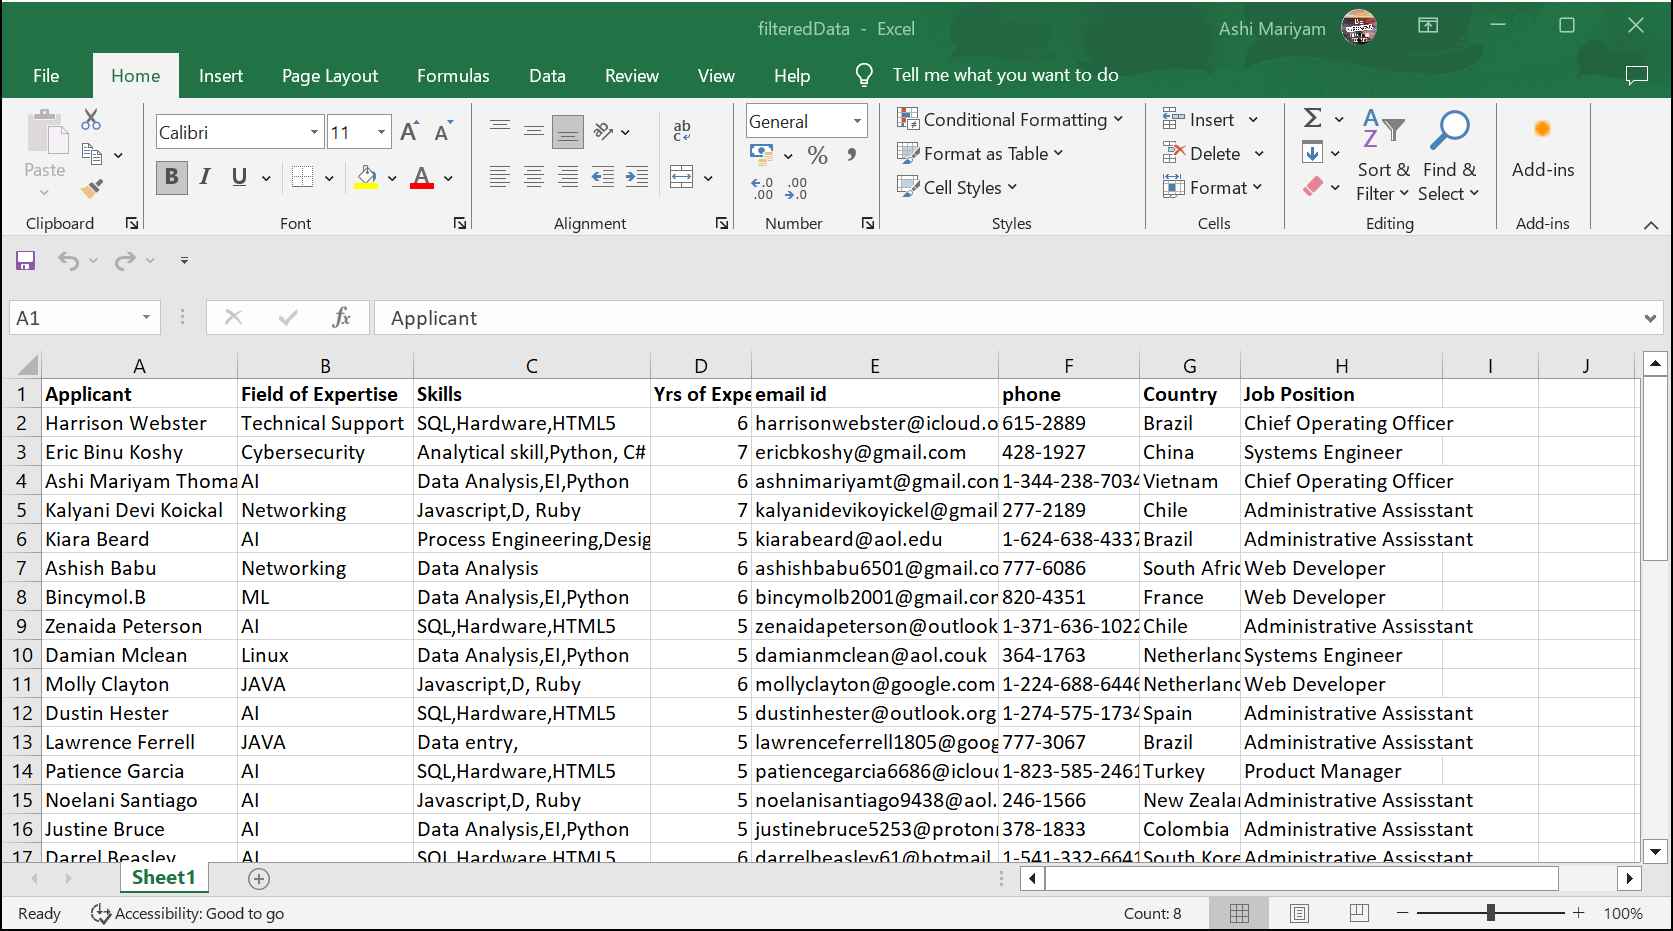 filteredData - Excel
Ashi Mariyam
File Home Insert Page Layout Formulas Data Review View Help Tell me what you want to do
Paste
Clipboard
Calibri 11
B I U
Font
ab
Alignment
General
% 9
Number
Conditional Formatting
Format as Table
Cell Styles
Styles
Insert
Delete
Format
Cells
Sort & Filter
Find & Select
Editing
Add-ins
Add-ins
A1 fx Applicant
A B C D E F G H I J
1 Applicant Field of Expertise Skills Yrs of Expe email id phone Country Job Position
2 Harrison Webster Technical Support SQL,Hardware,HTML5 6 harrisonwebster@icloud.o 615-2889 Brazil Chief Operating Officer
3 Eric Binu Koshy Cybersecurity Analytical skill,Python, C# 7 ericbkoshy@gmail.com 428-1927 China Systems Engineer
4 Ashi Mariyam Thoma AI Data Analysis,EI,Python 6 ashnimariyamt@gmail.com 1-344-238-7034 Vietnam Chief Operating Officer
5 Kalyani Devi Koickal Networking Javascript,D, Ruby 7 kalyanidevikoyickel@gmail 277-2189 Chile Administrative Assisstant
6 Kiara Beard AI Process Engineering,Desig 5 kiarabeard@aol.edu 1-624-638-4337 Brazil Administrative Assisstant
7 Ashish Babu Networking Data Analysis 6 ashishbabu6501@gmail.co 777-6086 South Afric Web Developer
8 Bincymol.B ML Data Analysis,EI,Python 6 bincymolb2001@gmail.com 820-4351 France Web Developer
9 Zenaida Peterson AI SQL,Hardware,HTML5 5 zenaidapeterson@outlook 1-371-636-1022 Chile Administrative Assisstant
10 Damian Mclean Linux Data Analysis,EI,Python 5 damianmclean@aol.couk 364-1763 Netherland Systems Engineer
11 Molly Clayton JAVA Javascript,D, Ruby 6 mollyclayton@google.com 1-224-688-6446 Netherland Web Developer
12 Dustin Hester AI SQL,Hardware,HTML5 5 dustinhester@outlook.org 1-274-575-1734 Spain Administrative Assisstant
13 Lawrence Ferrell JAVA Data entry, 5 lawrenceferrell1805@goog 777-3067 Brazil Administrative Assisstant
14 Patience Garcia AI SQL,Hardware,HTML5 5 patiencegarcia6686@iclou 1-823-585-2461 Turkey Product Manager
15 Noelani Santiago AI Javascript,D, Ruby 5 noelanisantiago9438@aol. 246-1566 New Zeala Administrative Assisstant
16 Justine Bruce AI Data Analysis,EI,Python 5 justinebruce5253@proton 378-1833 Colombia Administrative Assisstant
17 Darrel Beasley AI SQL,Hardware,HTML5 6 darrelbeasley61@hotmail 1-541-332-6641 South Kore Administrative Assisstant
Sheet1
Ready Accessibility: Good to go Count: 8 100%